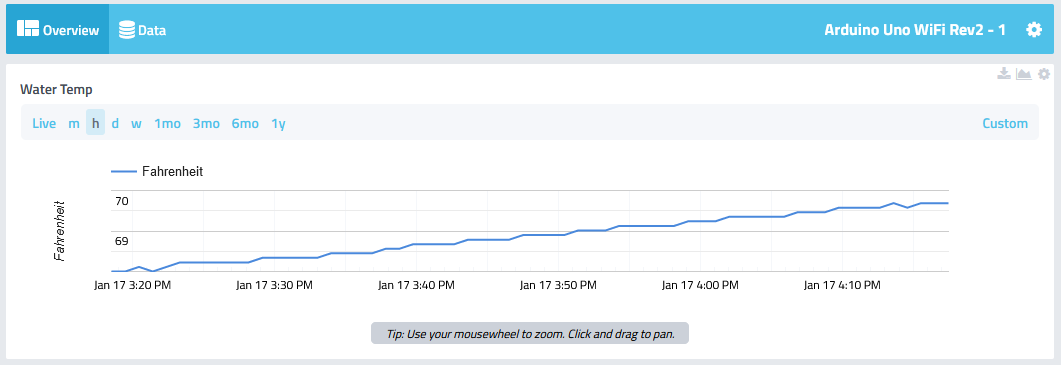 Overview Data Arduino Uno WiFi Rev2 - 1
Water Temp
Live m h d w 1mo 3mo 6mo 1y Custom
Fahrenheit
Fahrenheit
70
69
Jan 17 3:20 PM Jan 17 3:30 PM Jan 17 3:40 PM Jan 17 3:50 PM Jan 17 4:00 PM Jan 17 4:10 PM
Tip: Use your mousewheel to zoom. Click and drag to pan.